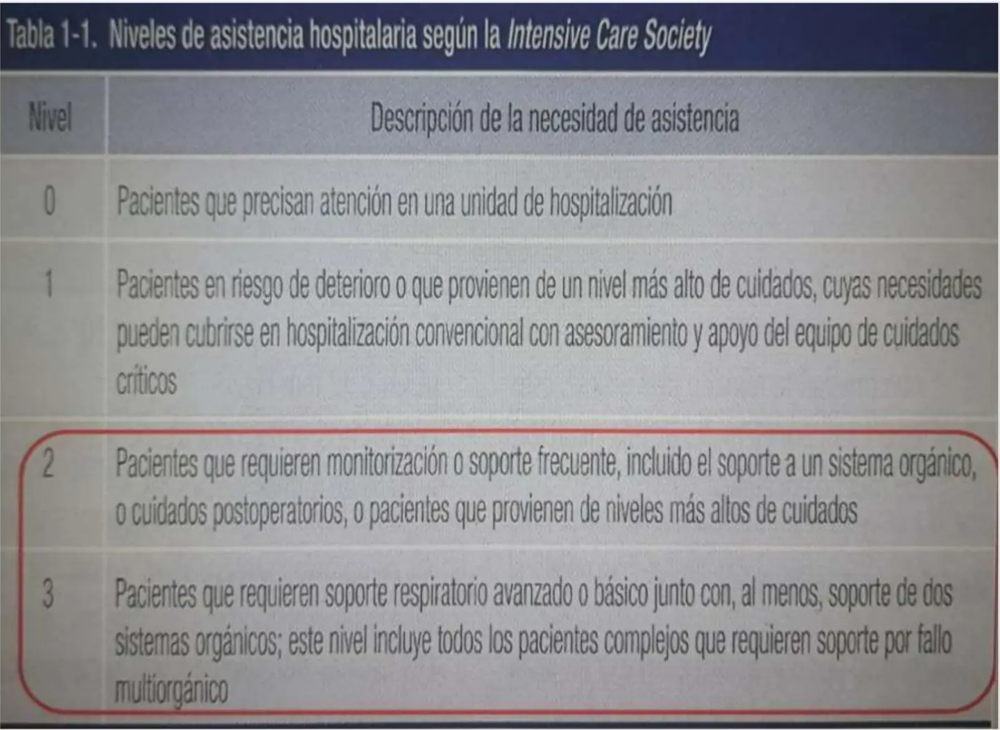 Tabla 1-1. Niveles de asistencia hospitalaria según la Intensive Care Society
Nivel
Descripción de la necesidad de asistencia
0
Pacientes que precisan atención en una unidad de hospitalización
1
Pacientes en riesgo de deterioro o que provienen de un nivel más alto de cuidados, cuyas necesidades
pueden cubrirse en hospitalización convencional con asesoramiento y apoyo del equipo de cuidados
críticos
2
Pacientes que requieren monitorización o soporte frecuente, incluido el soporte a un sistema orgánico,
o cuidados postoperatorios, o pacientes que provienen de niveles más altos de cuidados
3
Pacientes que requieren soporte respiratorio avanzado o básico junto con, al menos, soporte de dos
sistemas orgánicos; este nivel incluye todos los pacientes complejos que requieren soporte por fallo
multiorgánico